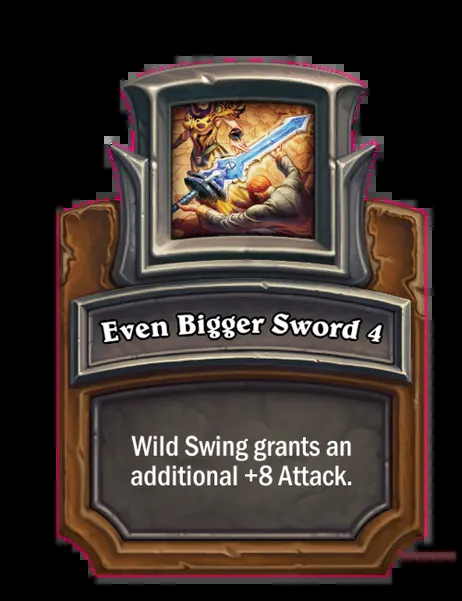 Even Bigger Sword 4
Wild Swing grants an
additional +8 Attack.